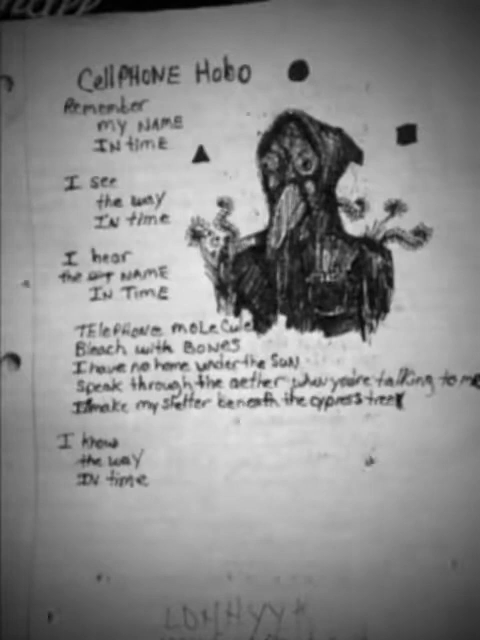 CellPHONE Hobo
Remember
my NAME
IN time
I see
the way
IN time
I hear
the NAME
IN TIME
TElePHONE moLeCule
Bleach with BONES
I have no home under the SUN
Speak through the aether when you're talking to me
I make my shelter beneath the cypress tree
I know
the way
IN time